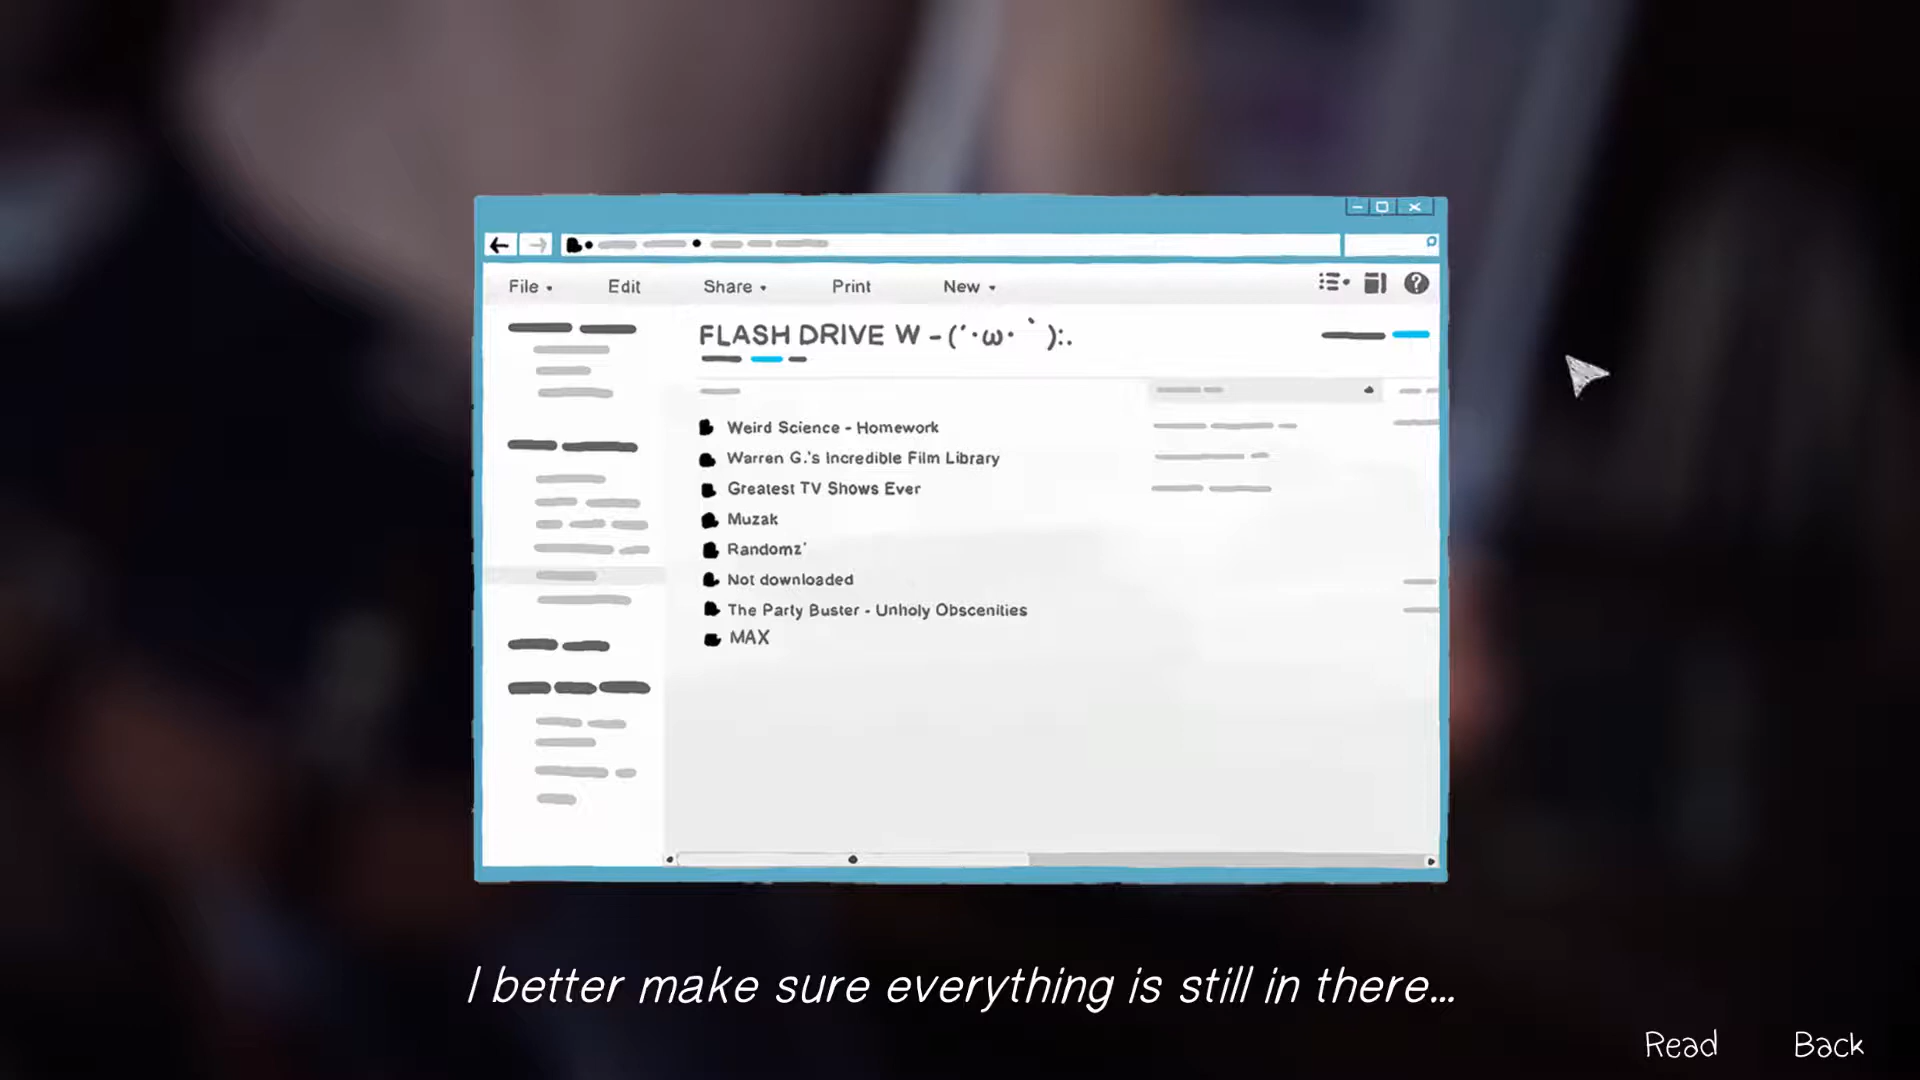 File
Edit
Share
Print
New
FLASH DRIVE W - (´·ω·｀):.
Weird Science - Homework
Warren G.'s Incredible Film Library
Greatest TV Shows Ever
Muzak
Randomz'
Not downloaded
The Party Buster - Unholy Obscenities
MAX
I better make sure everything is still in there...
Read
Back